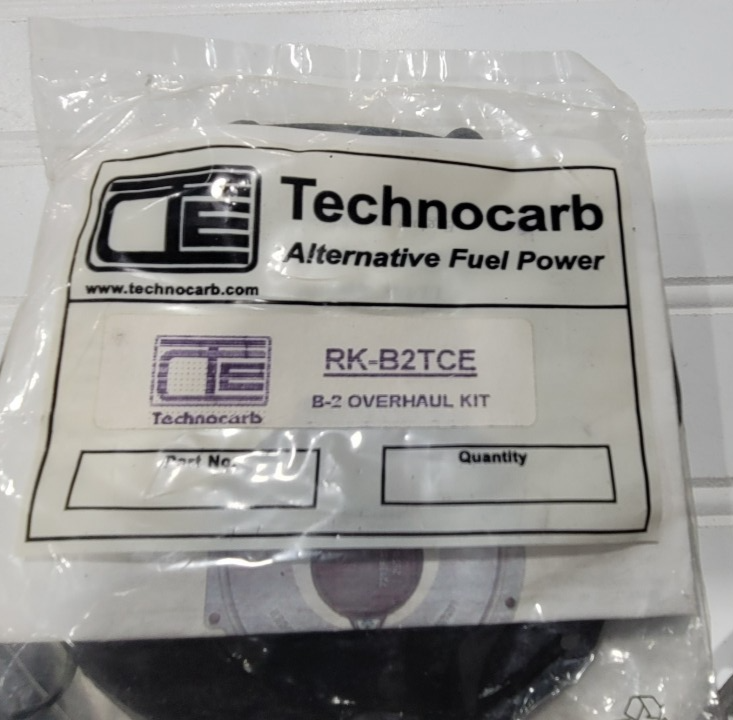 Technocarb
Alternative Fuel Power
www.technocarb.com
RK-B2TCE
Technocarb
B-2 OVERHAUL KIT
Part No.
Quantity